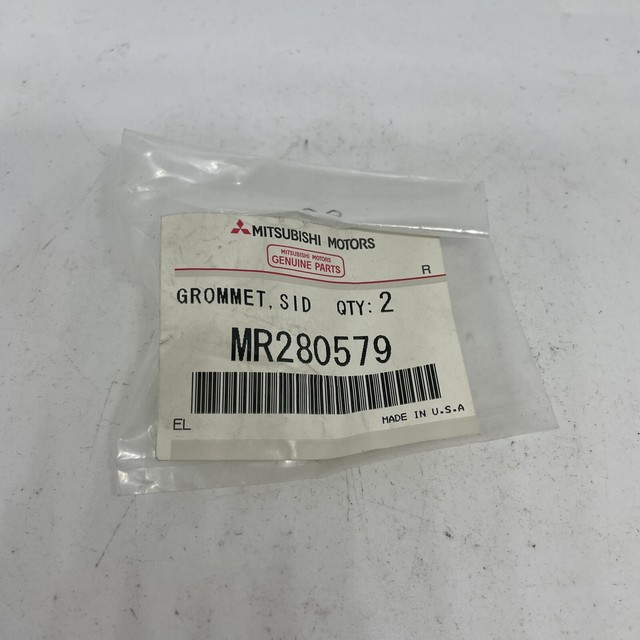 MITSUBISHI MOTORS
MITSUBISHI MOTORS
GENUINE PARTS
R
GROMMET, SID QTY: 2
MR280579
EL MADE IN U.S.A